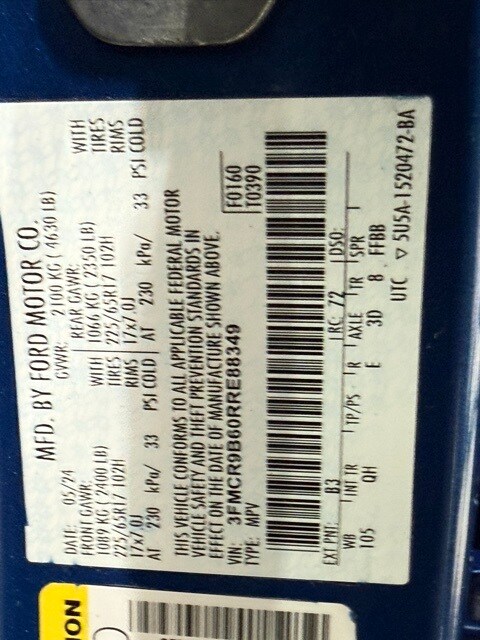 MFD. BY FORD MOTOR CO.
DATE: 05/24 GVWR: 2100 KG ( 4630 LB)
FRONT GAWR: REAR GAWR:
1089 KG ( 2400 LB) WITH 1066 KG ( 2350 LB) WITH
225/65R17 102H TIRES 225/65R17 102H TIRES
17x7.0J RIMS 17x7.0J RIMS
AT 230 kPa/ 33 PSI COLD AT 230 kPa/ 33 PSI COLD
THIS VEHICLE CONFORMS TO ALL APPLICABLE FEDERAL MOTOR
VEHICLE SAFETY AND THEFT PREVENTION STANDARDS IN
EFFECT ON THE DATE OF MANUFACTURE SHOWN ABOVE.
VIN: 3FMCR9B60RRE88349 F0160
TYPE: MPV T0390
EXT PNT: B3 RC: 72 DSO:
WB INT TR TP/PS R AXLE TR SPR
105 QH E 3D 8 FFBB
UTC ▽ 5U5A-1520472-BA
ION